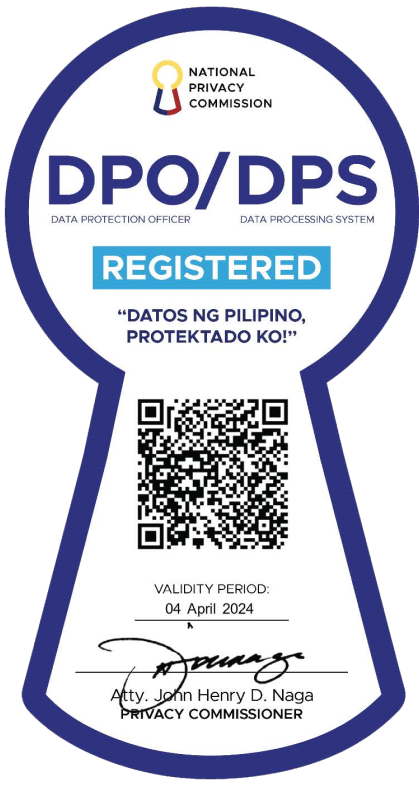 NATIONAL
PRIVACY
COMMISSION
DPO/DPS
DATA PROTECTION OFFICER DATA PROCESSING SYSTEM
REGISTERED
“DATOS NG PILIPINO,
PROTEKTADO KO!”
VALIDITY PERIOD:
04 April 2024
Atty. John Henry D. Naga
PRIVACY COMMISSIONER